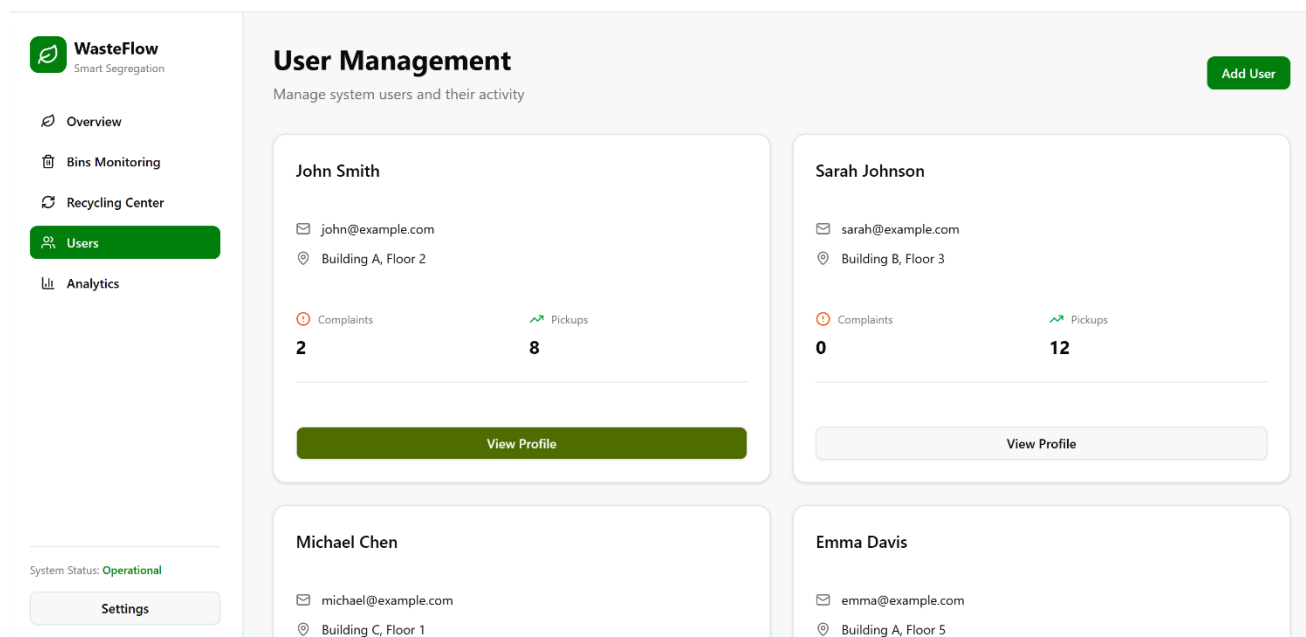 WasteFlow
Smart Segregation
Overview
Bins Monitoring
Recycling Center
Users
Analytics
System Status: Operational
Settings
User Management
Manage system users and their activity
Add User
John Smith
john@example.com
Building A, Floor 2
Complaints Pickups
2 8
View Profile
Sarah Johnson
sarah@example.com
Building B, Floor 3
Complaints Pickups
0 12
View Profile
Michael Chen
michael@example.com
Building C, Floor 1
Emma Davis
emma@example.com
Building A, Floor 5